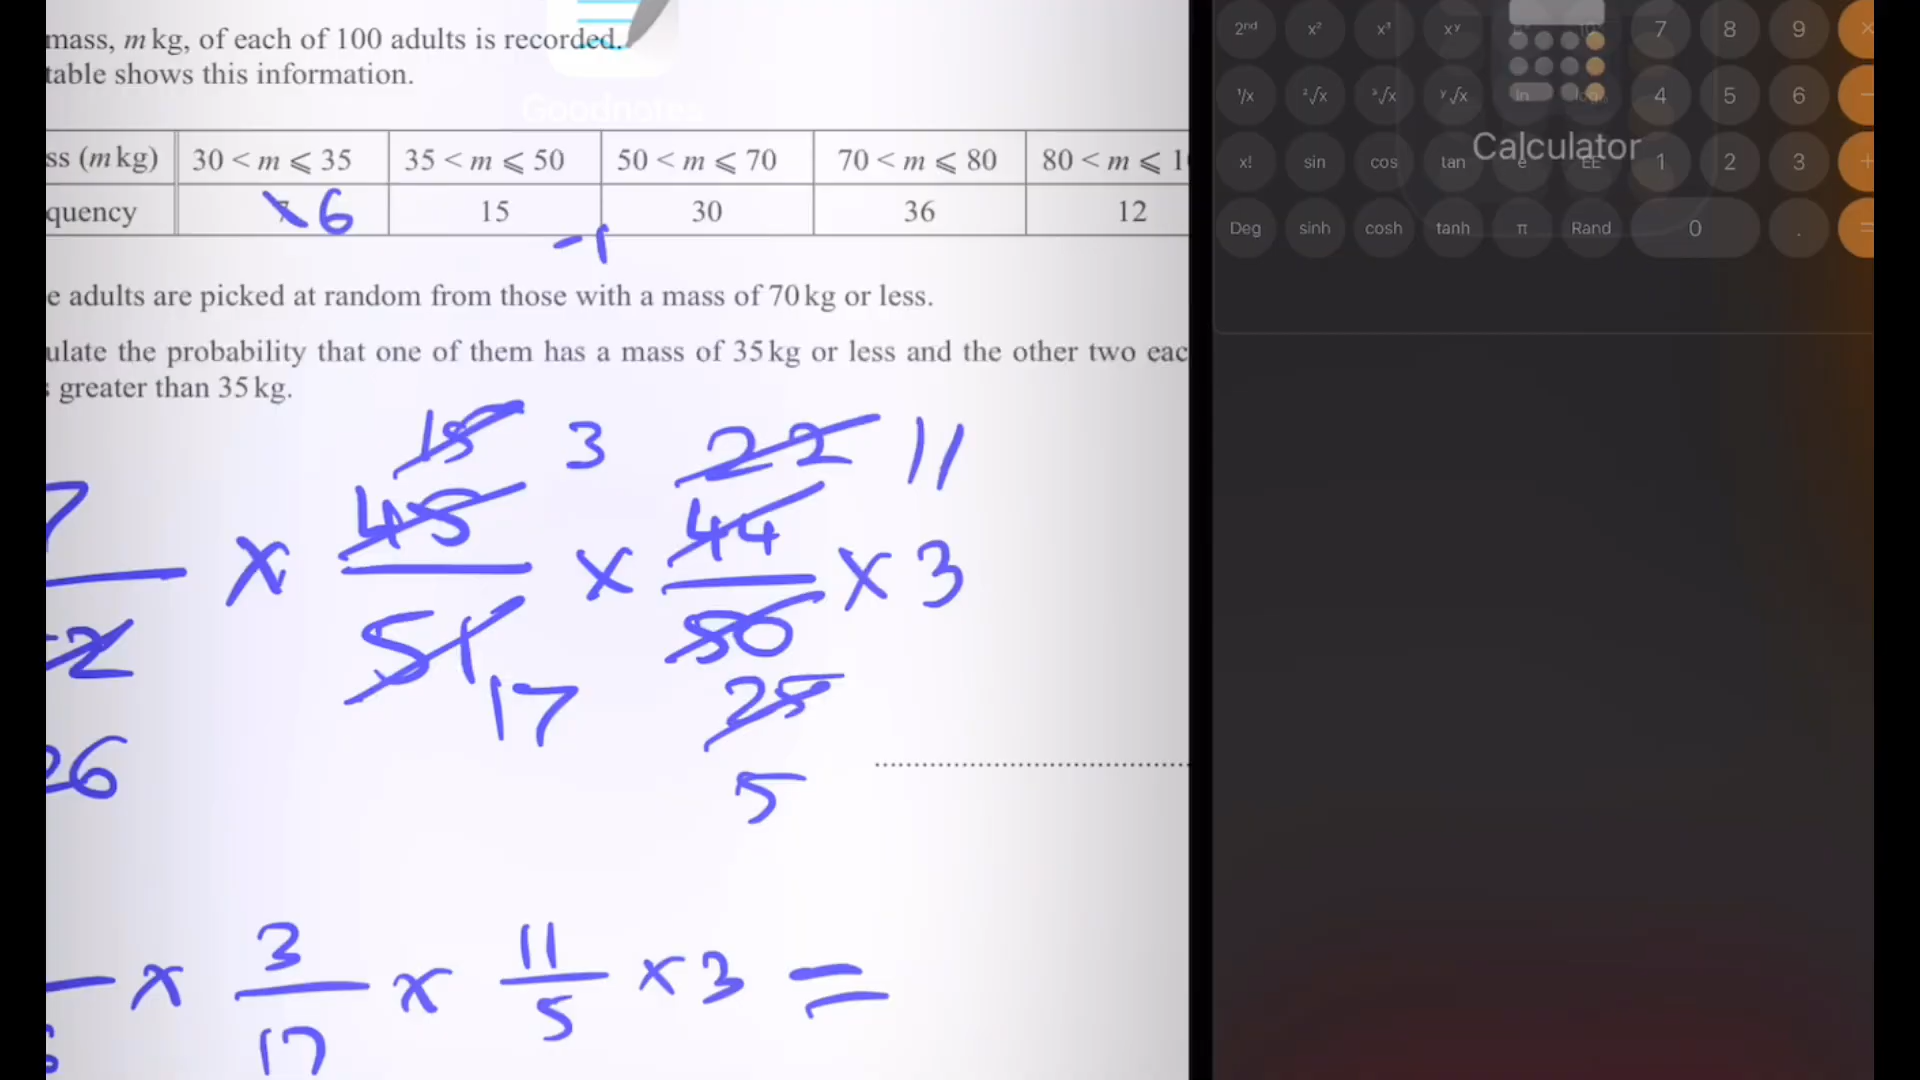 mass, m kg, of each of 100 adults is recorded.
table shows this information.
Goodnotes
ss (m kg) 30 < m ⩽ 35 35 < m ⩽ 50 50 < m ⩽ 70 70 < m ⩽ 80 80 < m ⩽ 1
quency 7 6 15 30 36 12
-1
e adults are picked at random from those with a mass of 70 kg or less.
ulate the probability that one of them has a mass of 35 kg or less and the other two eac
greater than 35 kg.
15 3 22 11
7 × 45 × 44 × 3
2 51 50
17 25
26 5
× 3 × 11 × 3 =
17 5
2nd x² x³ xʸ 7 8 9 ×
¹/x ²√x ³√x ʸ√x ln log₁₀ 4 5 6 −
Calculator
x! sin cos tan e EE 1 2 3 +
Deg sinh cosh tanh π Rand 0 . =